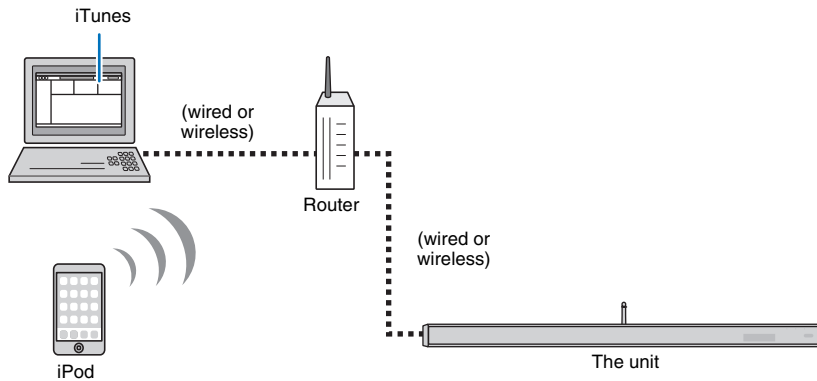 iTunes
(wired or
wireless)
Router
(wired or
wireless)
The unit
iPod